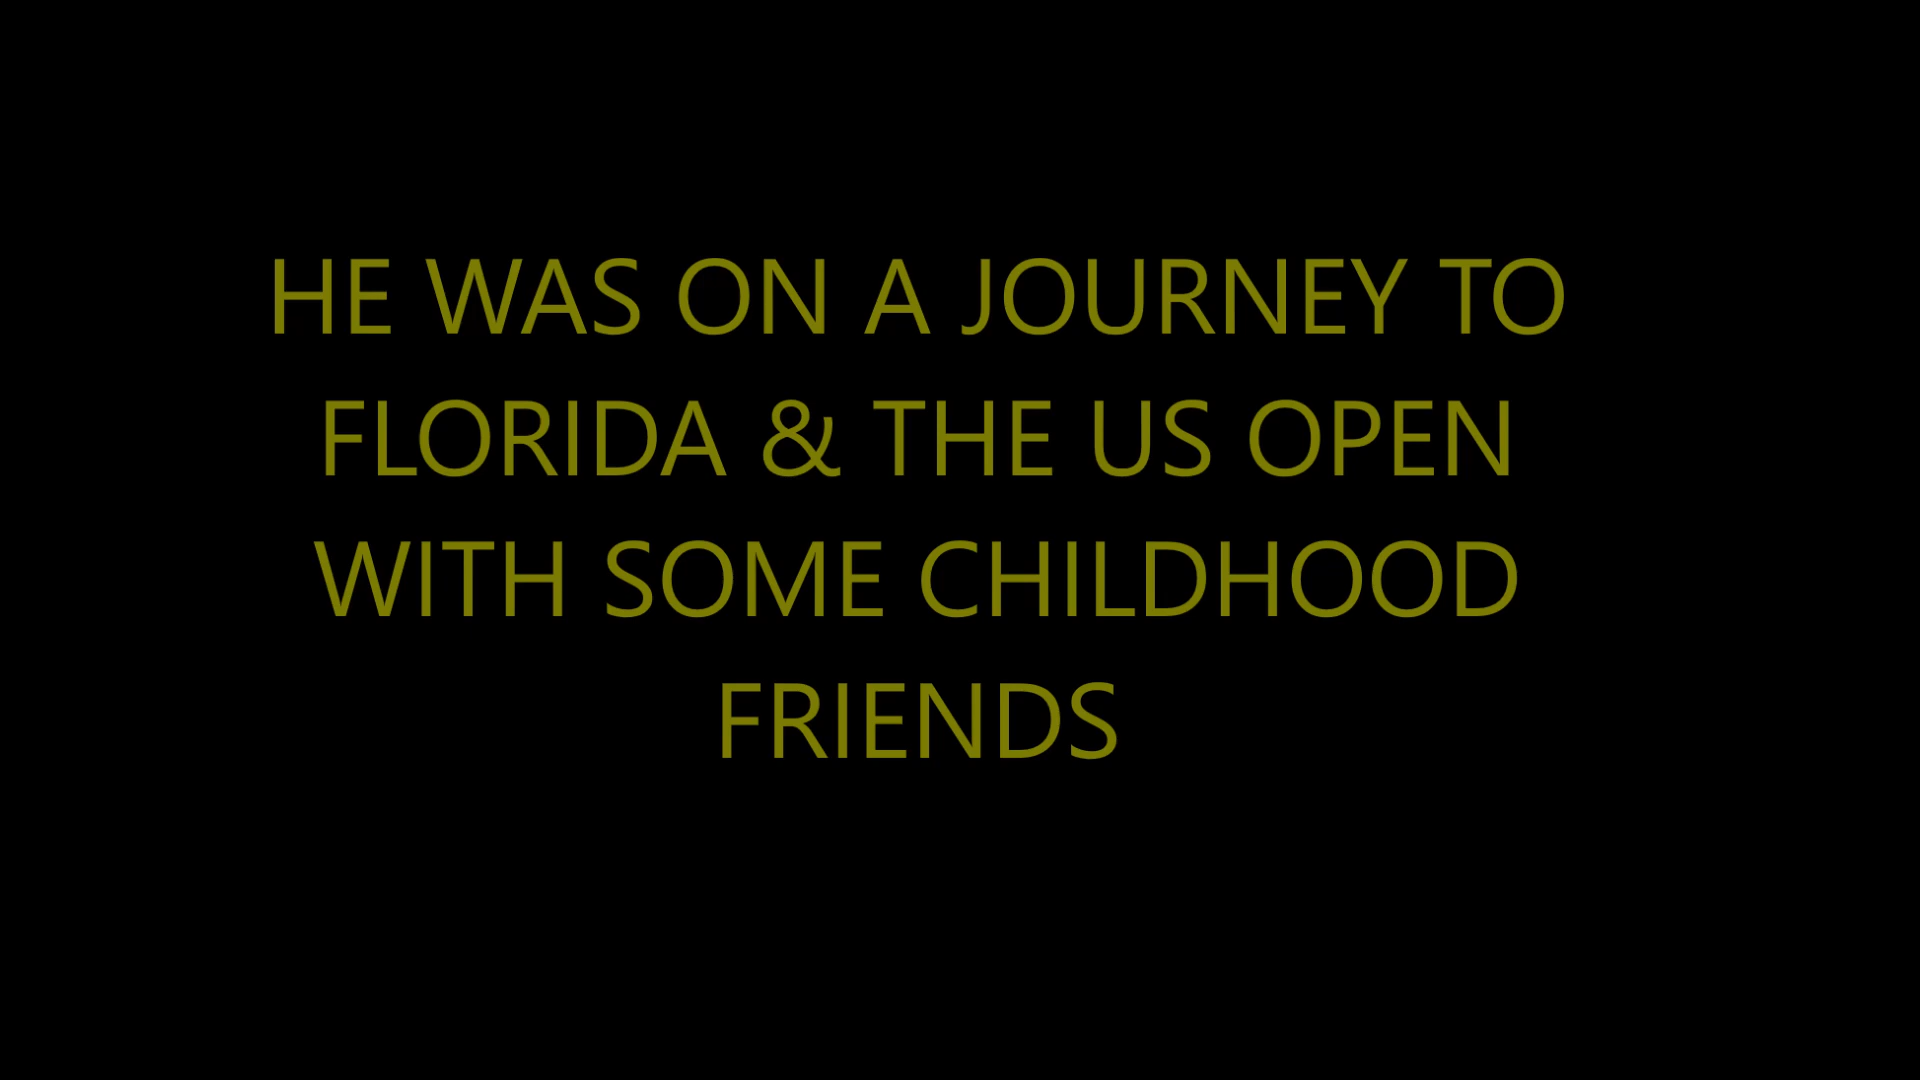 HE WAS ON A JOURNEY TO
FLORIDA & THE US OPEN
WITH SOME CHILDHOOD
FRIENDS